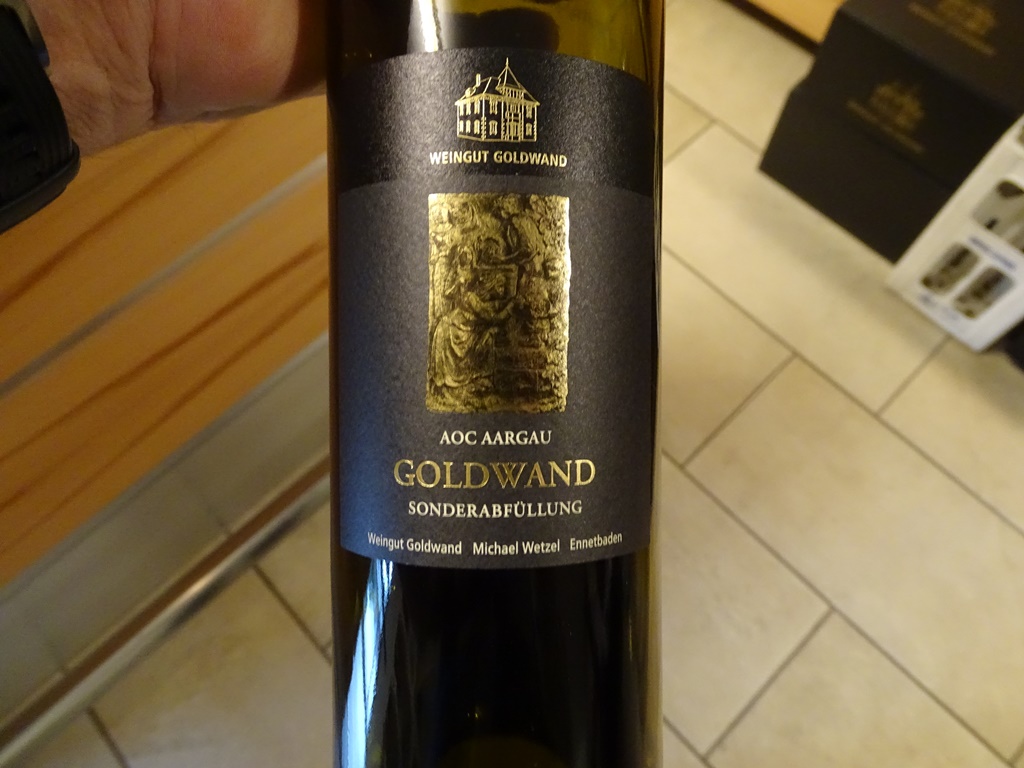 WEINGUT GOLDWAND
AOC AARGAU
GOLDWAND
SONDERABFÜLLUNG
Weingut Goldwand Michael Wetzel Ennetbaden